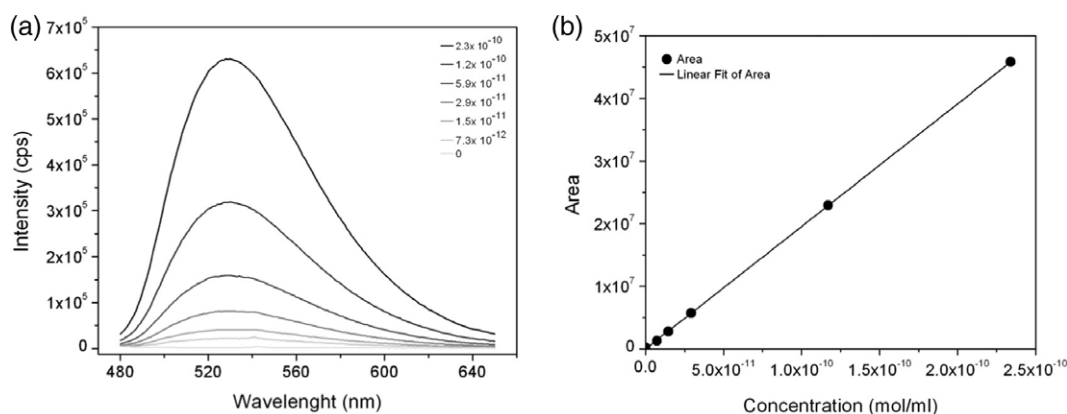 (a)
7x10^5
6x10^5
5x10^5
4x10^5
3x10^5
2x10^5
1x10^5
0
Intensity (cps)
480 520 560 600 640
Wavelenght (nm)
2.3x 10^-10
1.2x 10^-10
5.9x 10^-11
2.9x 10^-11
1.5x 10^-11
7.3x 10^-12
0
(b)
5x10^7
4x10^7
3x10^7
2x10^7
1x10^7
0
Area
Area
Linear Fit of Area
0.0 5.0x10^-11 1.0x10^-10 1.5x10^-10 2.0x10^-10 2.5x10^-10
Concentration (mol/ml)